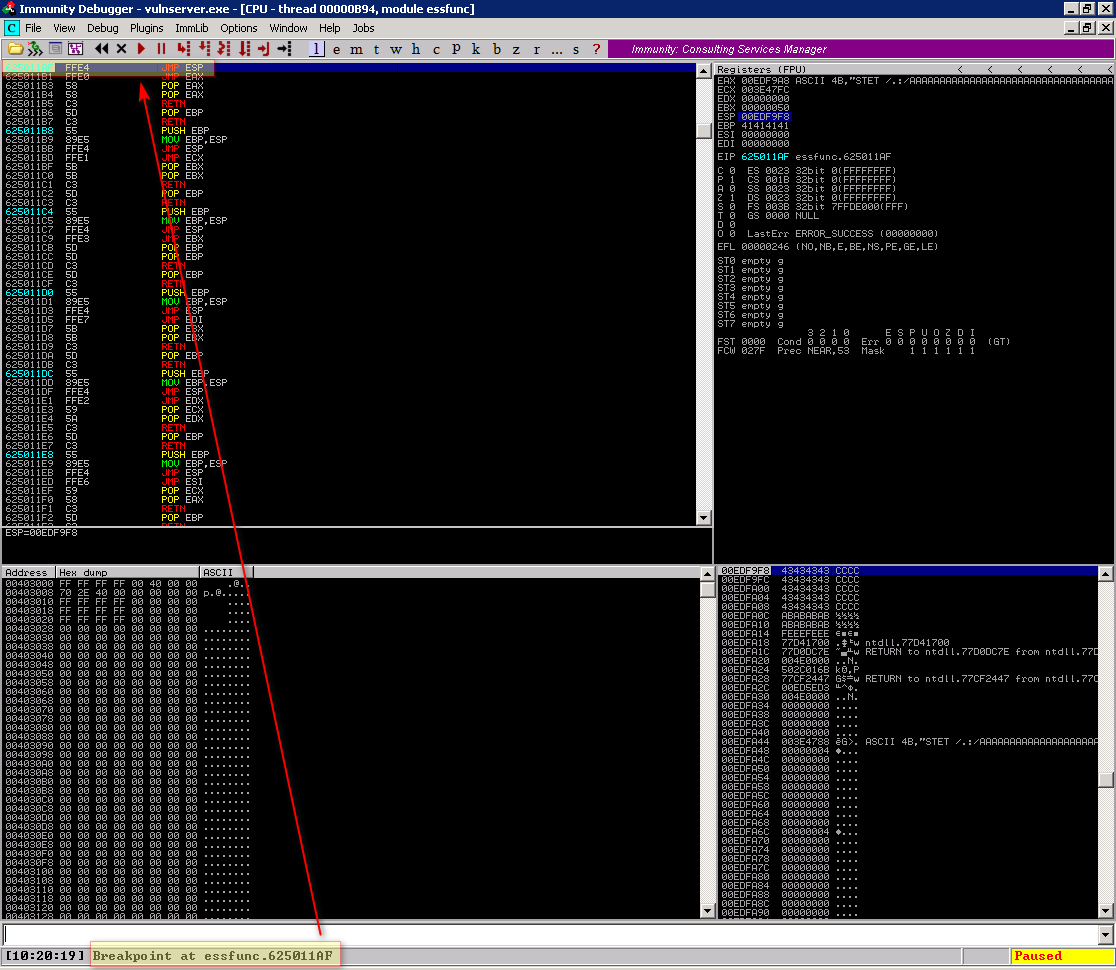 Immunity Debugger - vulnserver.exe - [CPU - thread 00000B94, module essfunc]
C File View Debug Plugins ImmLib Options Window Help Jobs
l e m t w h c p k b z r ... s ? Immunity: Consulting Services Manager
625011AF FFE4 JMP ESP
625011B1 FFE0 JMP EAX
625011B3 58 POP EAX
625011B4 58 POP EAX
625011B5 C3 RETN
625011B6 5D POP EBP
625011B7 C3 RETN
625011B8 55 PUSH EBP
625011B9 89E5 MOV EBP,ESP
625011BB FFE4 JMP ESP
625011BD FFE1 JMP ECX
625011BF 5B POP EBX
625011C0 5B POP EBX
625011C1 C3 RETN
625011C2 5D POP EBP
625011C3 C3 RETN
625011C4 55 PUSH EBP
625011C5 89E5 MOV EBP,ESP
625011C7 FFE4 JMP ESP
625011C9 FFE3 JMP EBX
625011CB 5D POP EBP
625011CC 5D POP EBP
625011CD C3 RETN
625011CE 5D POP EBP
625011CF C3 RETN
625011D0 55 PUSH EBP
625011D1 89E5 MOV EBP,ESP
625011D3 FFE4 JMP ESP
625011D5 FFE7 JMP EDI
625011D7 5B POP EBX
625011D8 5B POP EBX
625011D9 C3 RETN
625011DA 5D POP EBP
625011DB C3 RETN
625011DC 55 PUSH EBP
625011DD 89E5 MOV EBP,ESP
625011DF FFE4 JMP ESP
625011E1 FFE2 JMP EDX
625011E3 59 POP ECX
625011E4 5A POP EDX
625011E5 C3 RETN
625011E6 5D POP EBP
625011E7 C3 RETN
625011E8 55 PUSH EBP
625011E9 89E5 MOV EBP,ESP
625011EB FFE4 JMP ESP
625011ED FFE6 JMP ESI
625011EF 59 POP ECX
625011F0 58 POP EAX
625011F1 C3 RETN
625011F2 5D POP EBP
ESP=00EDF9F8
Registers (FPU) < < < < < <
EAX 00EDF9A8 ASCII 4B,"STET /.:/AAAAAAAAAAAAAAAAAAAAAAAAAAAAA
ECX 003E47FC
EDX 00000000
EBX 00000050
ESP 00EDF9F8
EBP 41414141
ESI 00000000
EDI 00000000
EIP 625011AF essfunc.625011AF
C 0 ES 0023 32bit 0(FFFFFFFF)
P 1 CS 001B 32bit 0(FFFFFFFF)
A 0 SS 0023 32bit 0(FFFFFFFF)
Z 1 DS 0023 32bit 0(FFFFFFFF)
S 0 FS 003B 32bit 7FFDE000(FFF)
T 0 GS 0000 NULL
D 0
O 0 LastErr ERROR_SUCCESS (00000000)
EFL 00000246 (NO,NB,E,BE,NS,PE,GE,LE)
ST0 empty g
ST1 empty g
ST2 empty g
ST3 empty g
ST4 empty g
ST5 empty g
ST6 empty g
ST7 empty g
3 2 1 0 E S P U O Z D I
FST 0000 Cond 0 0 0 0 Err 0 0 0 0 0 0 0 0 (GT)
FCW 027F Prec NEAR,53 Mask 1 1 1 1 1 1
Address Hex dump ASCII
00403000 FF FF FF FF 00 40 00 00 .@..
00403008 70 2E 40 00 00 00 00 00 p.@.....
00403010 FF FF FF FF 00 00 00 00 ....
00403018 FF FF FF FF 00 00 00 00 ....
00403020 FF FF FF FF 00 00 00 00 ....
00403028 00 00 00 00 00 00 00 00 ........
00403030 00 00 00 00 00 00 00 00 ........
00403038 00 00 00 00 00 00 00 00 ........
00403040 00 00 00 00 00 00 00 00 ........
00403048 00 00 00 00 00 00 00 00 ........
00403050 00 00 00 00 00 00 00 00 ........
00403058 00 00 00 00 00 00 00 00 ........
00403060 00 00 00 00 00 00 00 00 ........
00403068 00 00 00 00 00 00 00 00 ........
00403070 00 00 00 00 00 00 00 00 ........
00403078 00 00 00 00 00 00 00 00 ........
00403080 00 00 00 00 00 00 00 00 ........
00403088 00 00 00 00 00 00 00 00 ........
00403090 00 00 00 00 00 00 00 00 ........
00403098 00 00 00 00 00 00 00 00 ........
004030A0 00 00 00 00 00 00 00 00 ........
004030A8 00 00 00 00 00 00 00 00 ........
004030B0 00 00 00 00 00 00 00 00 ........
004030B8 00 00 00 00 00 00 00 00 ........
004030C0 00 00 00 00 00 00 00 00 ........
004030C8 00 00 00 00 00 00 00 00 ........
004030D0 00 00 00 00 00 00 00 00 ........
004030D8 00 00 00 00 00 00 00 00 ........
004030E0 00 00 00 00 00 00 00 00 ........
004030E8 00 00 00 00 00 00 00 00 ........
004030F0 00 00 00 00 00 00 00 00 ........
004030F8 00 00 00 00 00 00 00 00 ........
00403100 00 00 00 00 00 00 00 00 ........
00403108 00 00 00 00 00 00 00 00 ........
00403110 00 00 00 00 00 00 00 00 ........
00403118 00 00 00 00 00 00 00 00 ........
00403120 00 00 00 00 00 00 00 00 ........
00403128 00 00 00 00 00 00 00 00 ........
00EDF9F8 43434343 CCCC
00EDF9FC 43434343 CCCC
00EDFA00 43434343 CCCC
00EDFA04 43434343 CCCC
00EDFA08 43434343 CCCC
00EDFA0C ABABABAB ½½½½
00EDFA10 ABABABAB ½½½½
00EDFA14 FEEEFEEE
00EDFA18 77D41700 ntdll.77D41700
00EDFA1C 77D0DC7E RETURN to ntdll.77D0DC7E from ntdll.77D
00EDFA20 004E0000 ..N.
00EDFA24 502C016B
00EDFA28 77CF2447 RETURN to ntdll.77CF2447 from ntdll.77C
00EDFA2C 00ED5ED3
00EDFA30 004E0000 ..N.
00EDFA34 00000000 ....
00EDFA38 00000000 ....
00EDFA3C 00000000 ....
00EDFA40 00000000 ....
00EDFA44 003E4788 êG>. ASCII 4B,"STET /.:/AAAAAAAAAAAAAAAAAAAAA
00EDFA48 00000004 ♦...
00EDFA4C 00000000 ....
00EDFA50 00000000 ....
00EDFA54 00000000 ....
00EDFA58 00000000 ....
00EDFA5C 00000000 ....
00EDFA60 00000000 ....
00EDFA64 00000000 ....
00EDFA68 00000000 ....
00EDFA6C 00000004 ♦...
00EDFA70 00000000 ....
00EDFA74 00000000 ....
00EDFA78 00000000 ....
00EDFA7C 00000000 ....
00EDFA80 00000000 ....
00EDFA84 00000000 ....
00EDFA88 00000000 ....
00EDFA8C 00000000 ....
00EDFA90 00000000 ....
[10:20:19] Breakpoint at essfunc.625011AF Paused